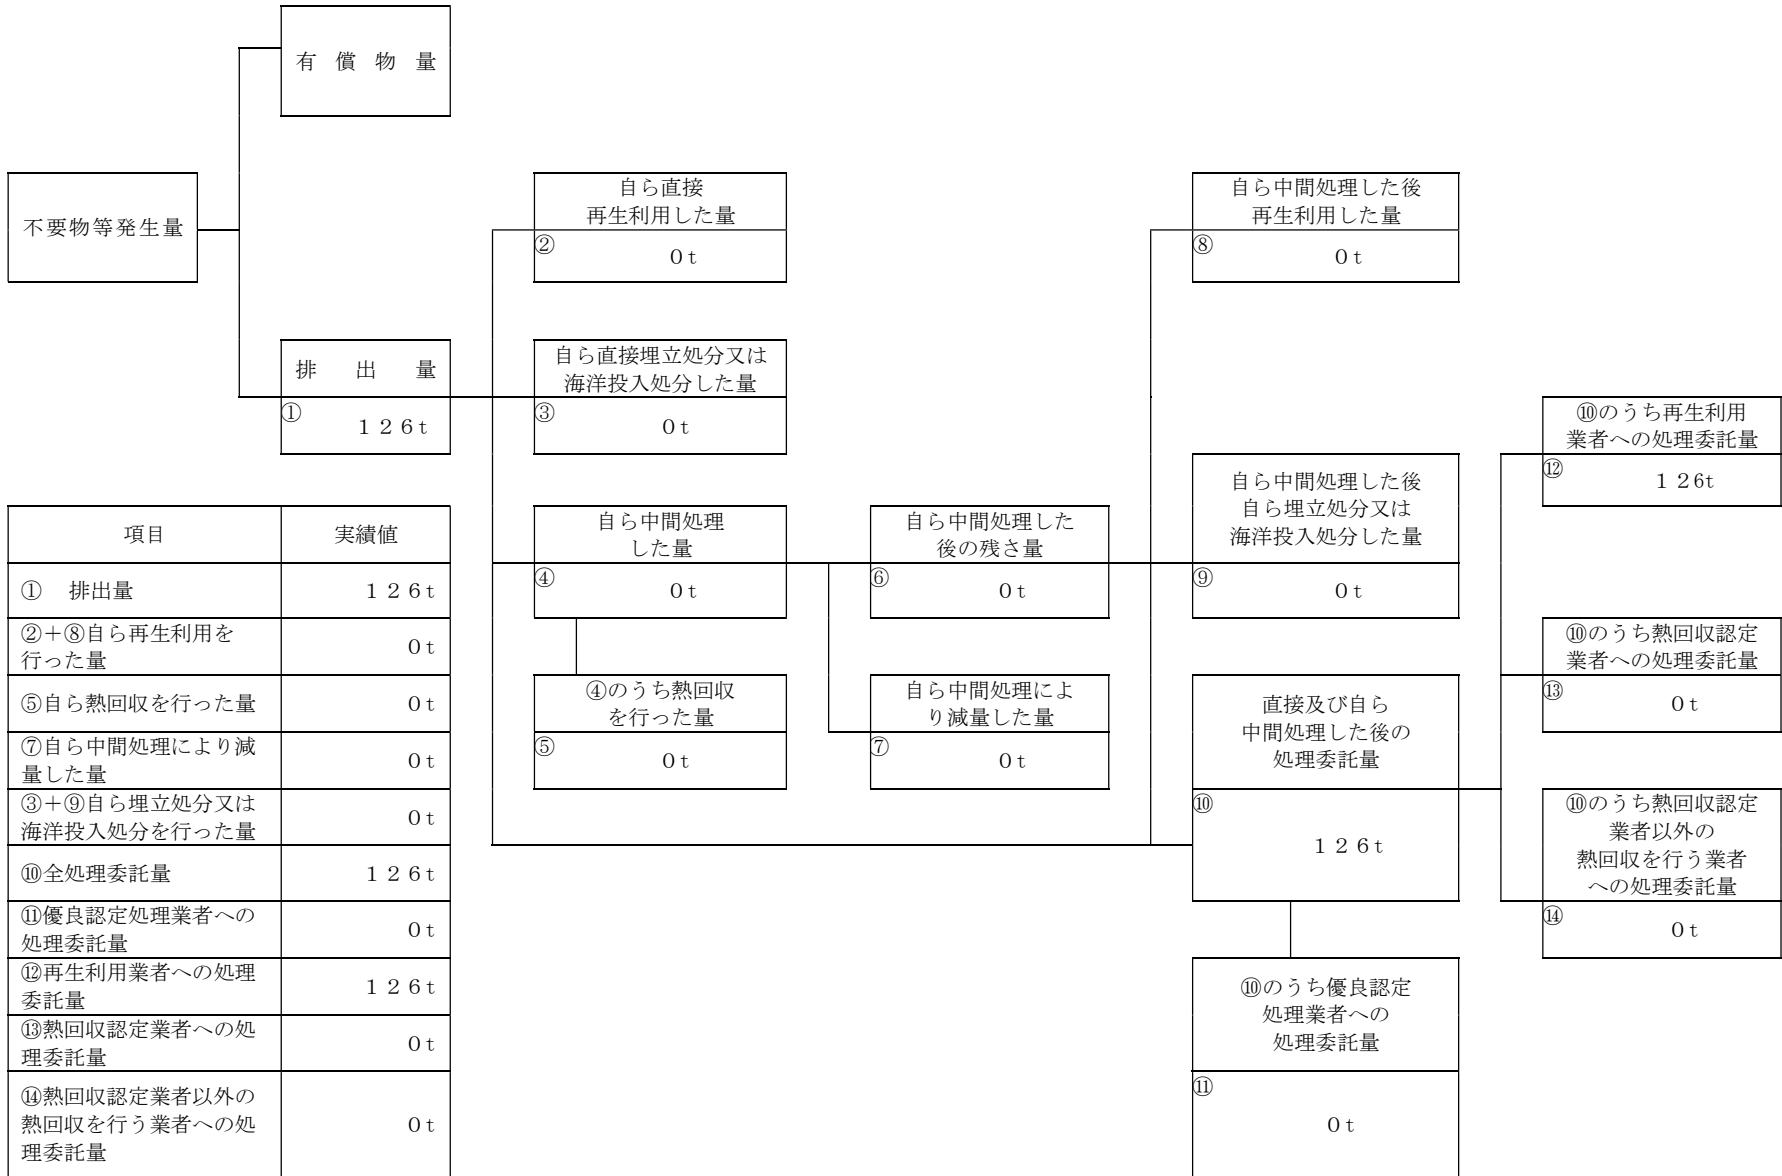 有　償　物　量
不要物等発生量
自ら直接
再生利用した量
②
０ｔ
自ら中間処理した後
再生利用した量
⑧
０ｔ
排　出　量
①
１２６ｔ
自ら直接埋立処分又は
海洋投入処分した量
③
０ｔ
⑩のうち再生利用
業者への処理委託量
⑫
１２６ｔ
自ら中間処理
した量
④
０ｔ
自ら中間処理した
後の残さ量
⑥
０ｔ
自ら中間処理した後
自ら埋立処分又は
海洋投入処分した量
⑨
０ｔ
⑩のうち熱回収認定
業者への処理委託量
⑬
０ｔ
④のうち熱回収
を行った量
⑤
０ｔ
自ら中間処理によ
り減量した量
⑦
０ｔ
直接及び自ら
中間処理した後の
処理委託量
⑩
１２６ｔ
⑩のうち熱回収認定
業者以外の
熱回収を行う業者
への処理委託量
⑭
０ｔ
⑩のうち優良認定
処理業者への
処理委託量
⑪
０ｔ
項目　実績値
①　排出量　１２６ｔ
②＋⑧自ら再生利用を
行った量　０ｔ
⑤自ら熱回収を行った量　０ｔ
⑦自ら中間処理により減
量した量　０ｔ
③＋⑨自ら埋立処分又は
海洋投入処分を行った量　０ｔ
⑩全処理委託量　１２６ｔ
⑪優良認定処理業者への
処理委託量　０ｔ
⑫再生利用業者への処理
委託量　１２６ｔ
⑬熱回収認定業者への処
理委託量　０ｔ
⑭熱回収認定業者以外の
熱回収を行う業者への処　０ｔ
理委託量